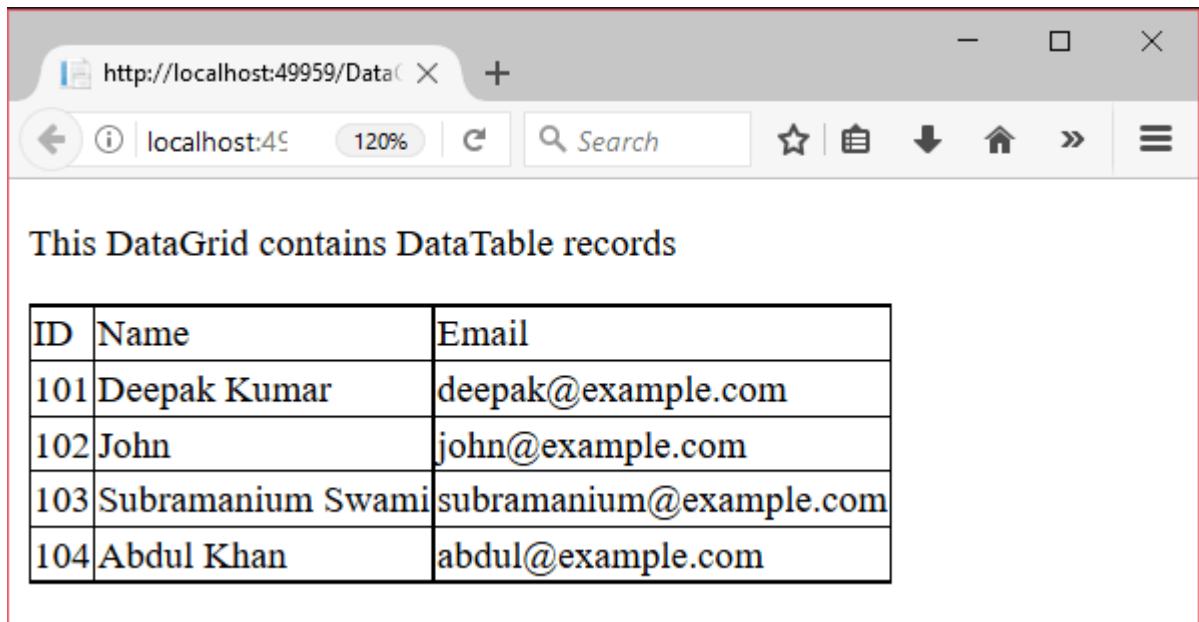 http://localhost:49959/Data
localhost:49 120% Search
This DataGrid contains DataTable records
ID Name Email
101 Deepak Kumar deepak@example.com
102 John john@example.com
103 Subramanium Swami subramanium@example.com
104 Abdul Khan abdul@example.com